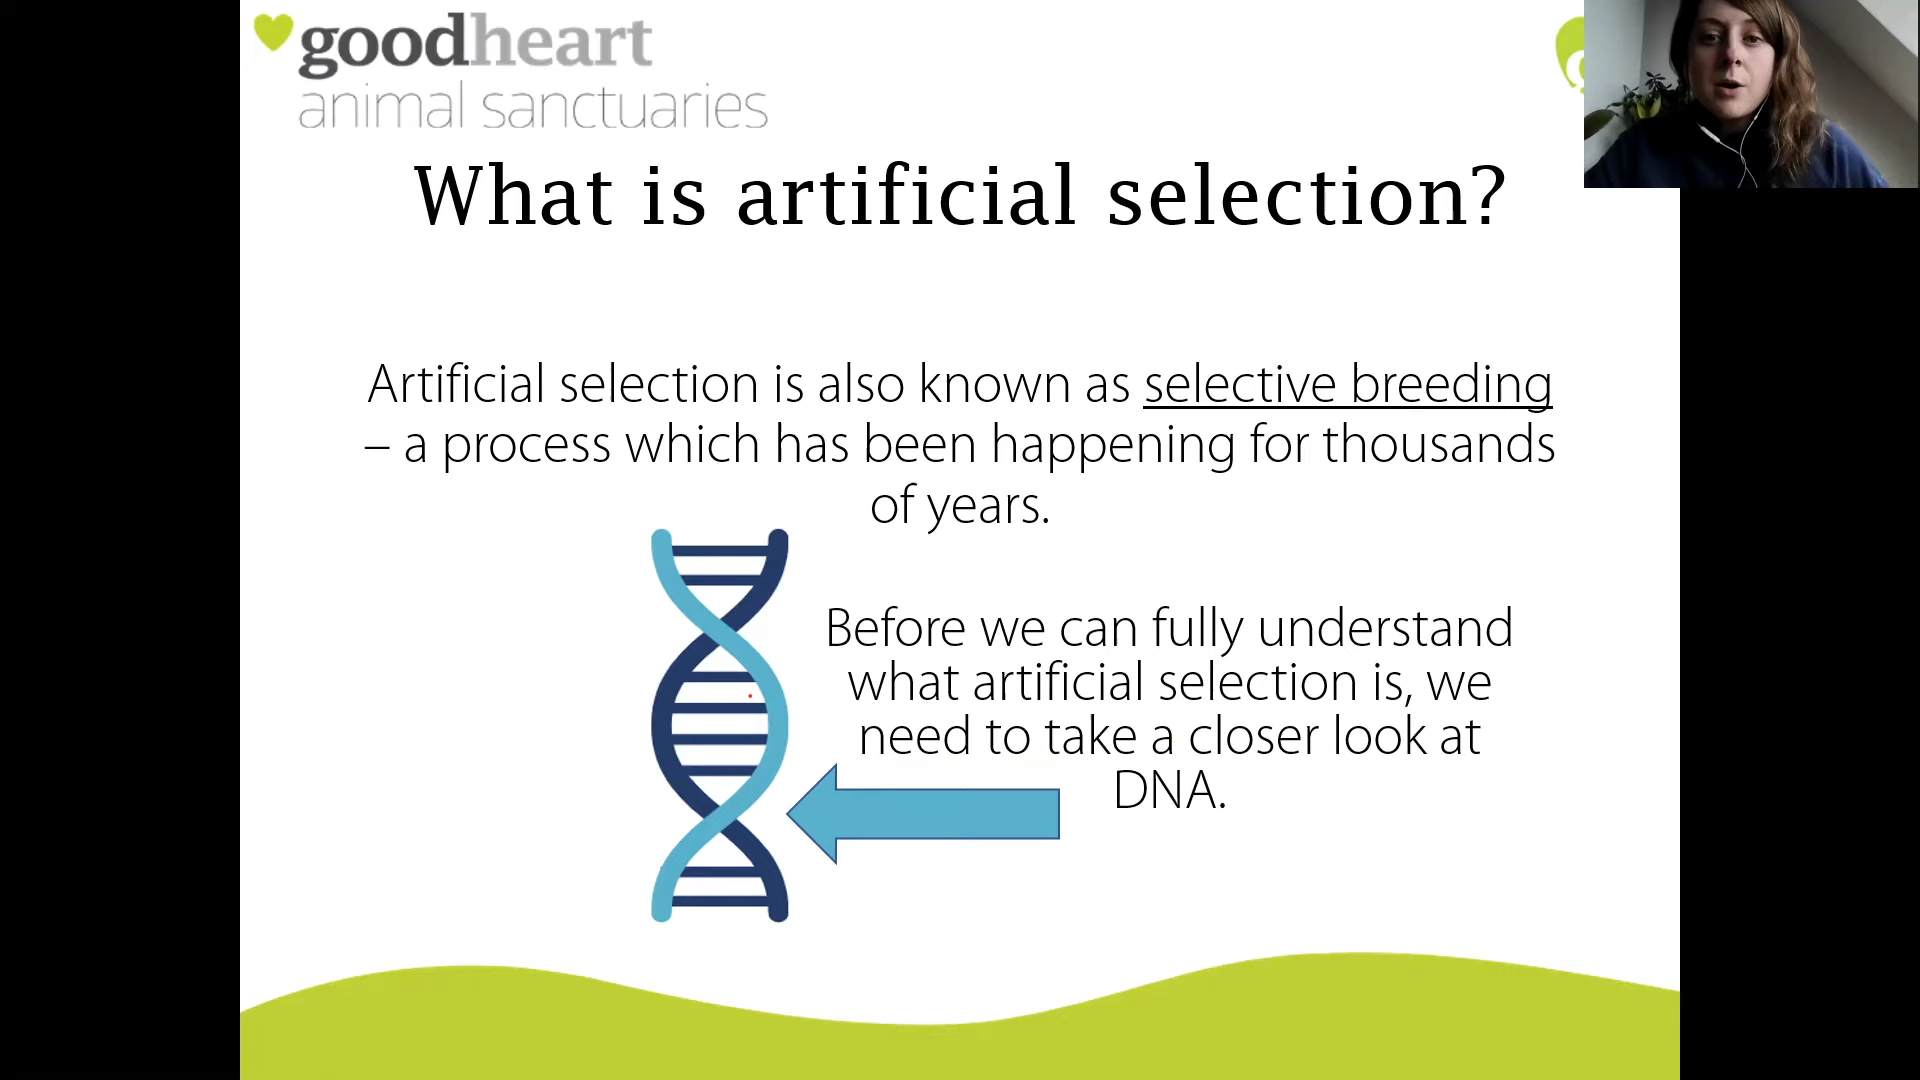 goodheart
animal sanctuaries
What is artificial selection?
Artificial selection is also known as selective breeding
– a process which has been happening for thousands
of years.
Before we can fully understand
what artificial selection is, we
need to take a closer look at
DNA.